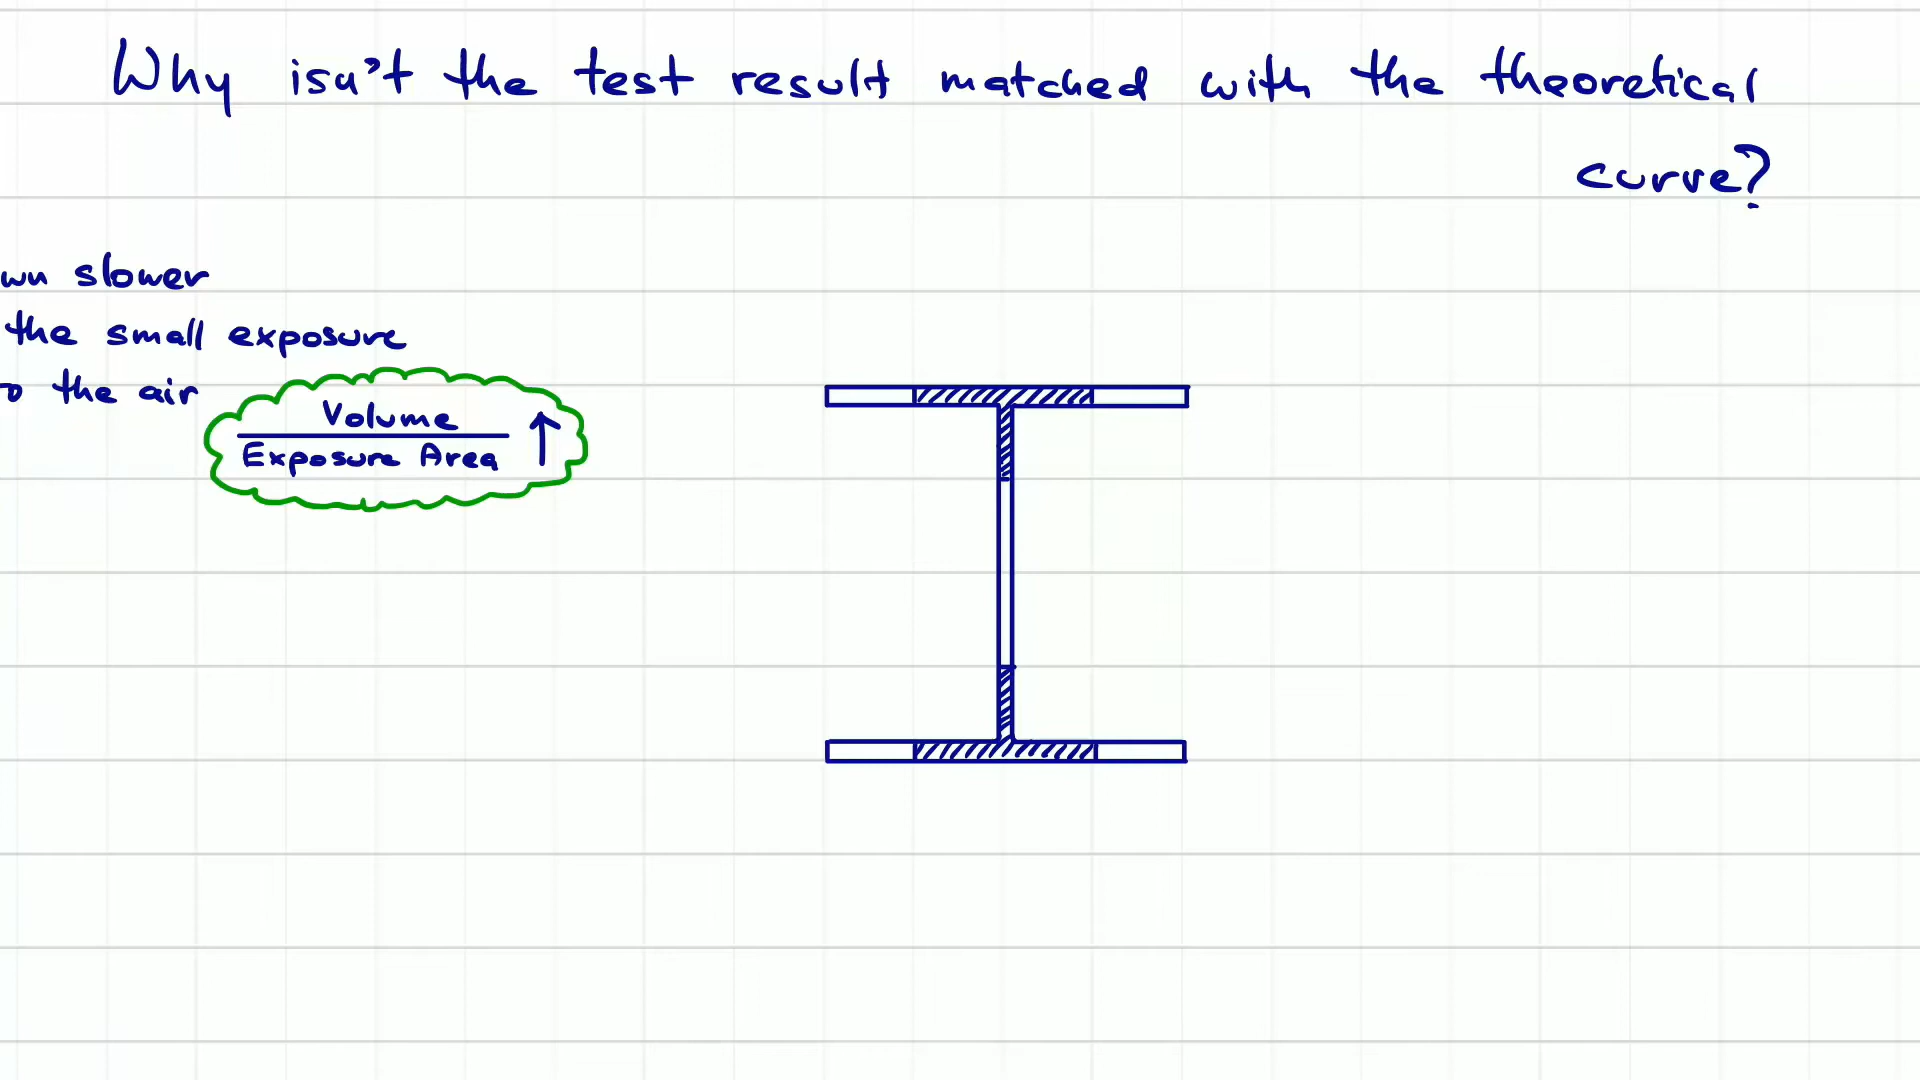 Why isn't the test result matched with the theoretical
curve?
wn slower
the small exposure
o the air
Volume
Exposure Area